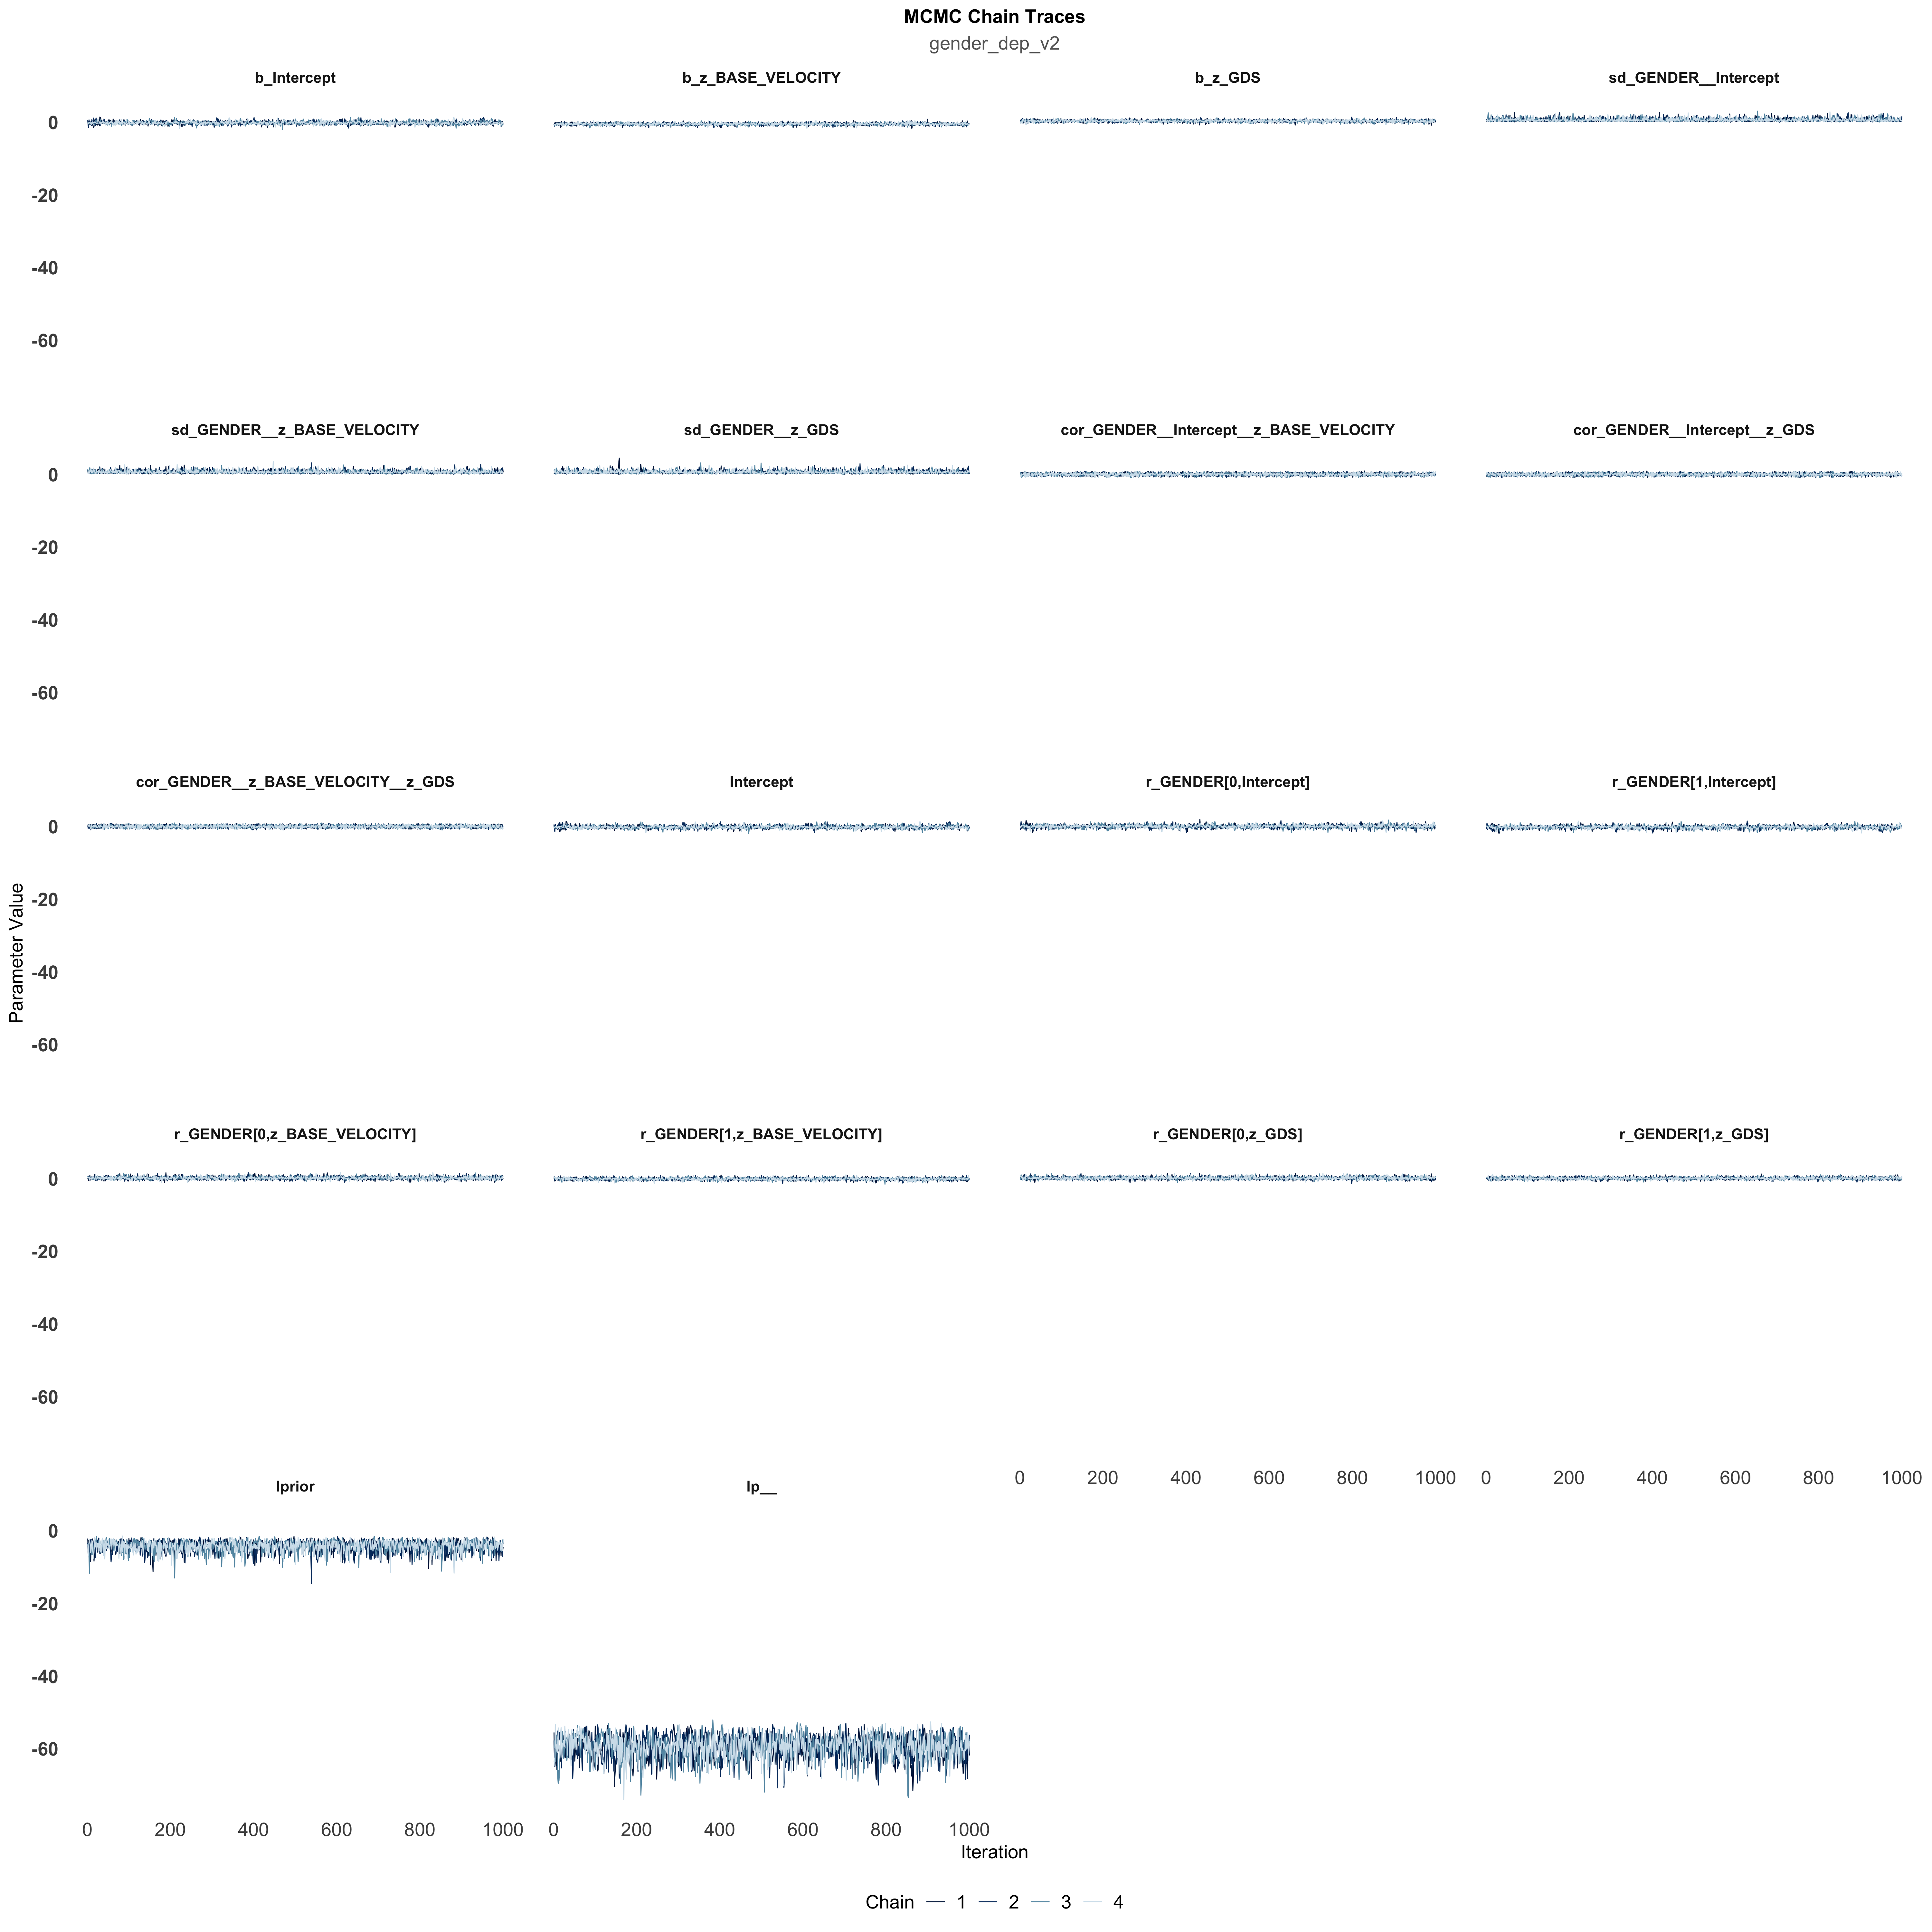 MCMC Chain Traces
gender_dep_v2
b_Intercept b_z_BASE_VELOCITY b_z_GDS sd_GENDER__Intercept
0
-20
-40
-60
sd_GENDER__z_BASE_VELOCITY sd_GENDER__z_GDS cor_GENDER__Intercept__z_BASE_VELOCITY cor_GENDER__Intercept__z_GDS
0
-20
-40
-60
cor_GENDER__z_BASE_VELOCITY__z_GDS Intercept r_GENDER[0,Intercept] r_GENDER[1,Intercept]
0
-20
-40
-60
Parameter Value
r_GENDER[0,z_BASE_VELOCITY] r_GENDER[1,z_BASE_VELOCITY] r_GENDER[0,z_GDS] r_GENDER[1,z_GDS]
0
-20
-40
-60
0 200 400 600 800 1000 0 200 400 600 800 1000
lprior lp__
0
-20
-40
-60
0 200 400 600 800 1000 0 200 400 600 800 1000
Iteration
Chain 1 2 3 4